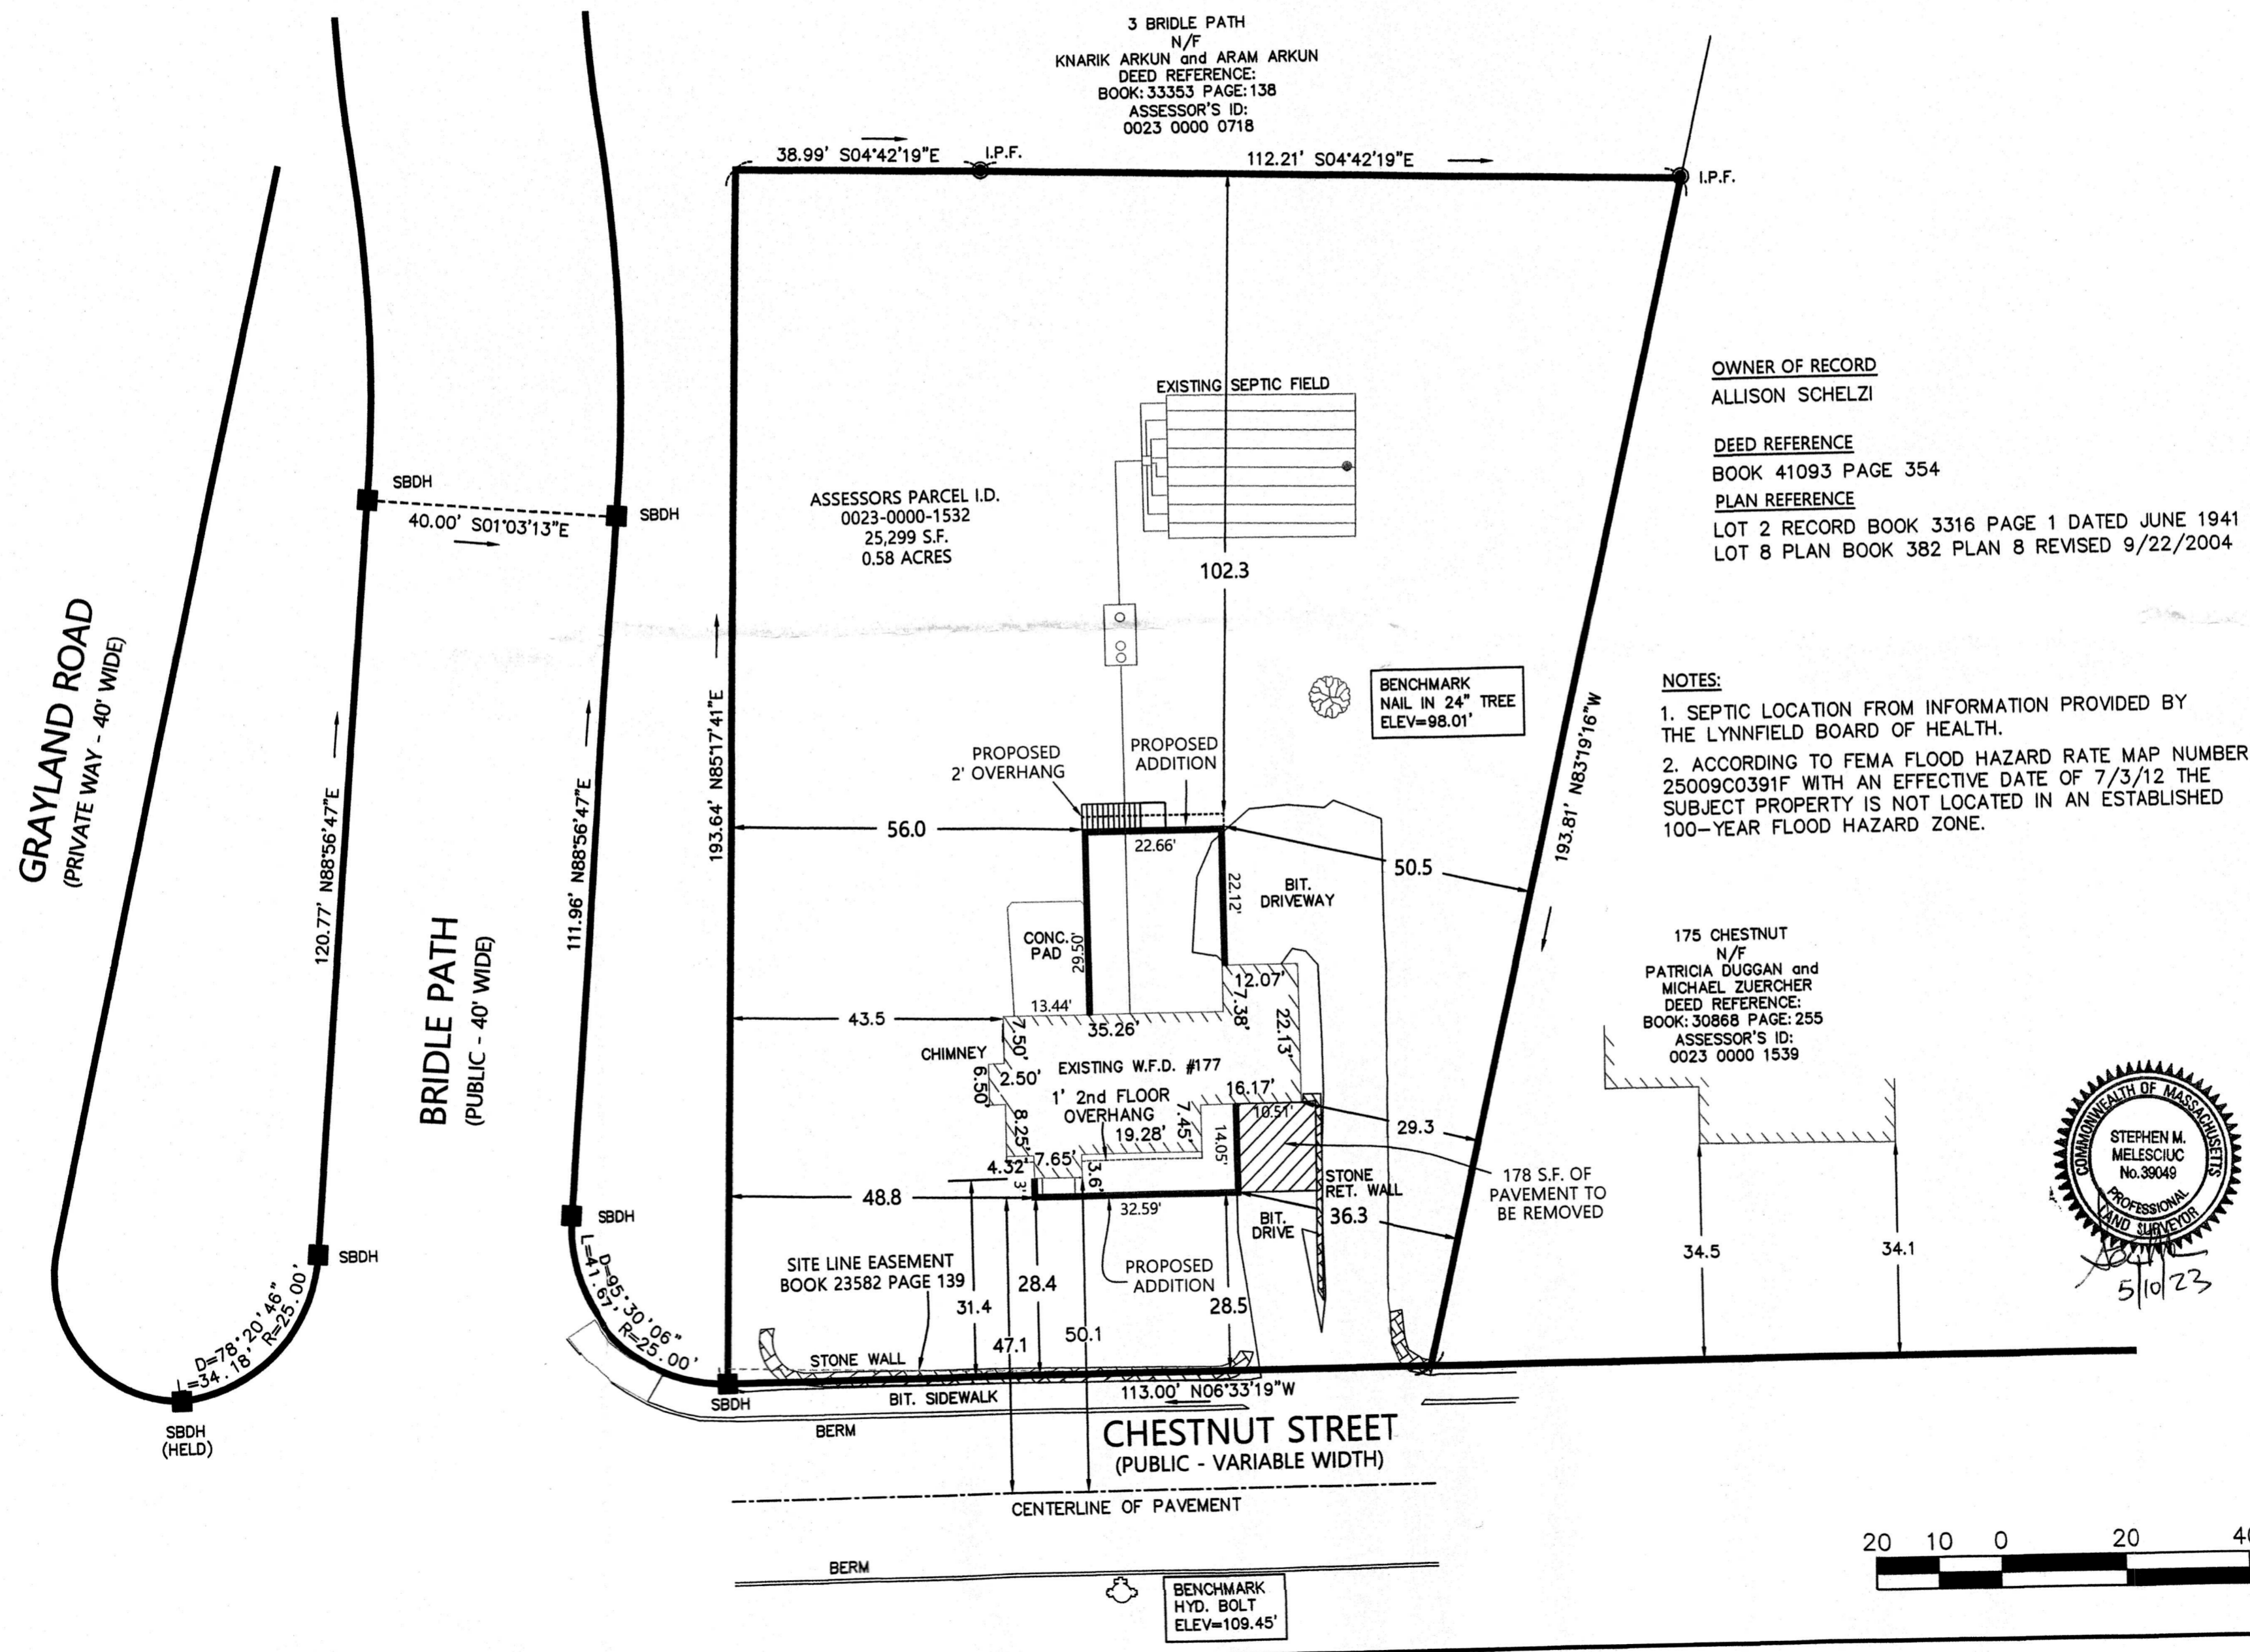 3 BRIDLE PATH
N/F
KNARIK ARKUN and ARAM ARKUN
DEED REFERENCE:
BOOK: 33353 PAGE: 138
ASSESSOR'S ID:
0023 0000 0718
38.99' S04°42'19"E
I.P.F.
112.21' S04°42'19"E
I.P.F.
OWNER OF RECORD
ALLISON SCHELZI
DEED REFERENCE
BOOK 41093 PAGE 354
PLAN REFERENCE
LOT 2 RECORD BOOK 3316 PAGE 1 DATED JUNE 1941
LOT 8 PLAN BOOK 382 PLAN 8 REVISED 9/22/2004
EXISTING SEPTIC FIELD
SBDH
40.00' S01°03'13"E
SBDH
ASSESSORS PARCEL I.D.
0023-0000-1532
25,299 S.F.
0.58 ACRES
102.3
GRAYLAND ROAD
(PRIVATE WAY - 40' WIDE)
120.77' N88°56'47"E
BRIDLE PATH
(PUBLIC - 40' WIDE)
111.96' N88°56'47"E
193.64' N85°17'41"E
193.81' N83°19'16"W
BENCHMARK
NAIL IN 24" TREE
ELEV=98.01'
NOTES:
1. SEPTIC LOCATION FROM INFORMATION PROVIDED BY
THE LYNNFIELD BOARD OF HEALTH.
2. ACCORDING TO FEMA FLOOD HAZARD RATE MAP NUMBER
25009C0391F WITH AN EFFECTIVE DATE OF 7/3/12 THE
SUBJECT PROPERTY IS NOT LOCATED IN AN ESTABLISHED
100-YEAR FLOOD HAZARD ZONE.
PROPOSED
2' OVERHANG
PROPOSED
ADDITION
56.0
22.66'
50.5
22.12'
BIT.
DRIVEWAY
CONC.
PAD
29.50'
13.44'
12.07'
7.38'
43.5
35.26'
22.13'
7.50'
CHIMNEY
6.50'
2.50'
EXISTING W.F.D. #177
1' 2nd FLOOR
OVERHANG
16.17'
10.51'
8.25'
19.28'
7.45'
14.05'
29.3
4.32'
7.65'
3'
3.6'
48.8
32.59'
STONE
RET. WALL
178 S.F. OF
PAVEMENT TO
BE REMOVED
36.3
BIT.
DRIVE
175 CHESTNUT
N/F
PATRICIA DUGGAN and
MICHAEL ZUERCHER
DEED REFERENCE:
BOOK: 30868 PAGE: 255
ASSESSOR'S ID:
0023 0000 1539
34.5
34.1
COMMONWEALTH OF MASSACHUSETTS
STEPHEN M.
MELESCIUC
No.39049
PROFESSIONAL
LAND SURVEYOR
5/10/23
SBDH
SBDH
L=41.67'
D=95°30'06"
R=25.00'
D=78°20'46"
=34.18' R=25.00'
SBDH
(HELD)
SITE LINE EASEMENT
BOOK 23582 PAGE 139
31.4
28.4
47.1
50.1
PROPOSED
ADDITION
28.5
STONE WALL
BIT. SIDEWALK
SBDH
BERM
113.00' N06°33'19"W
CHESTNUT STREET
(PUBLIC - VARIABLE WIDTH)
CENTERLINE OF PAVEMENT
BERM
BENCHMARK
HYD. BOLT
ELEV=109.45'
20 10 0 20